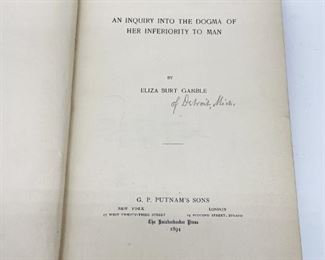 AN INQUIRY INTO THE DOGMA OF
HER INFERIORITY TO MAN
BY
ELIZA BURT GAMBLE
of Detroit, Mich.
G. P. PUTNAM'S SONS
NEW YORK LONDON
27 WEST TWENTY-THIRD STREET 24 BEDFORD STREET, STRAND
The Knickerbocker Press
1894